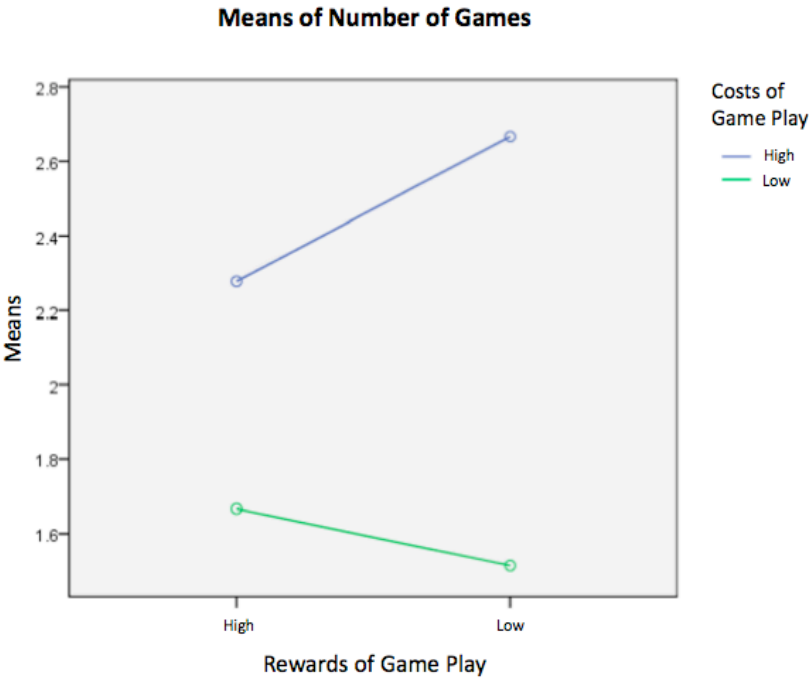 Means of Number of Games
Costs of
Game Play
High
Low
2.8
2.6
2.4
2.2
2
1.8
1.6
Means
High
Low
Rewards of Game Play